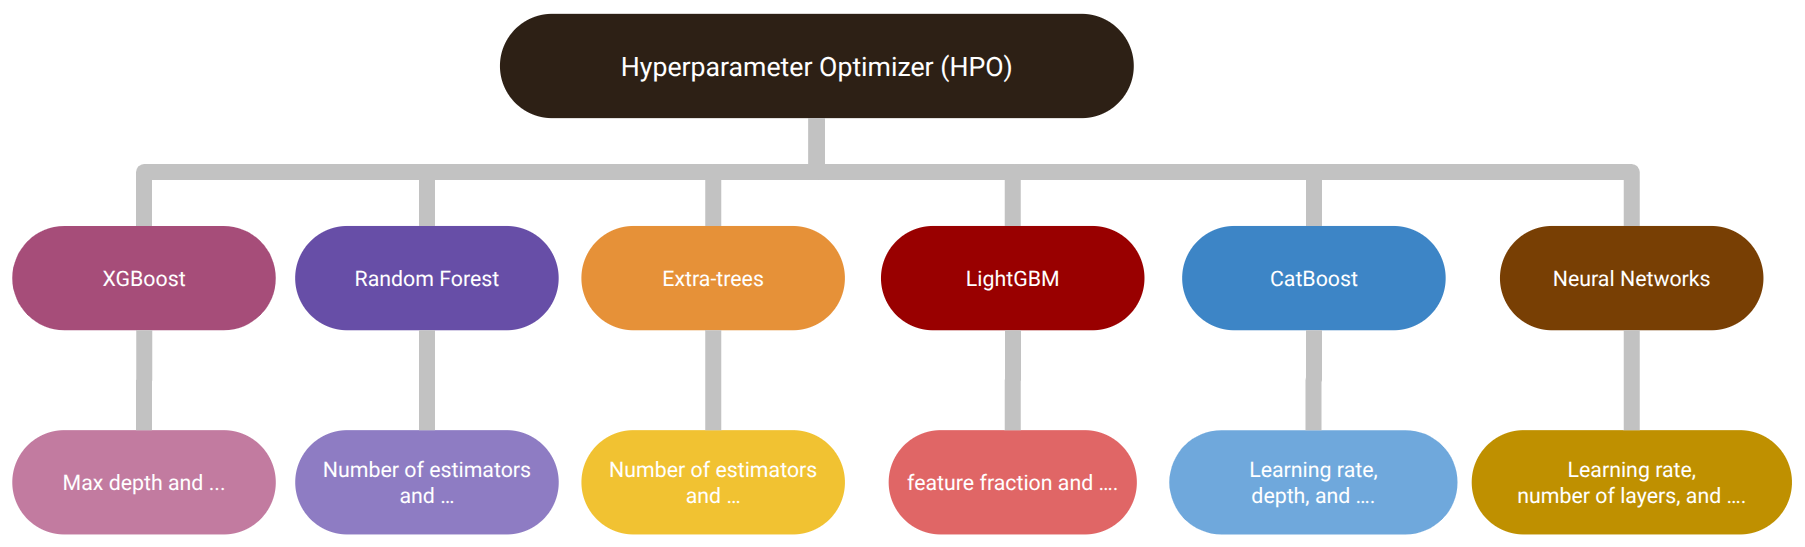 Hyperparameter Optimizer (HPO)
XGBoost
Random Forest
Extra-trees
LightGBM
CatBoost
Neural Networks
Max depth and ...
Number of estimators
and ...
Number of estimators
and ...
feature fraction and ....
Learning rate,
depth, and ....
Learning rate,
number of layers, and ....